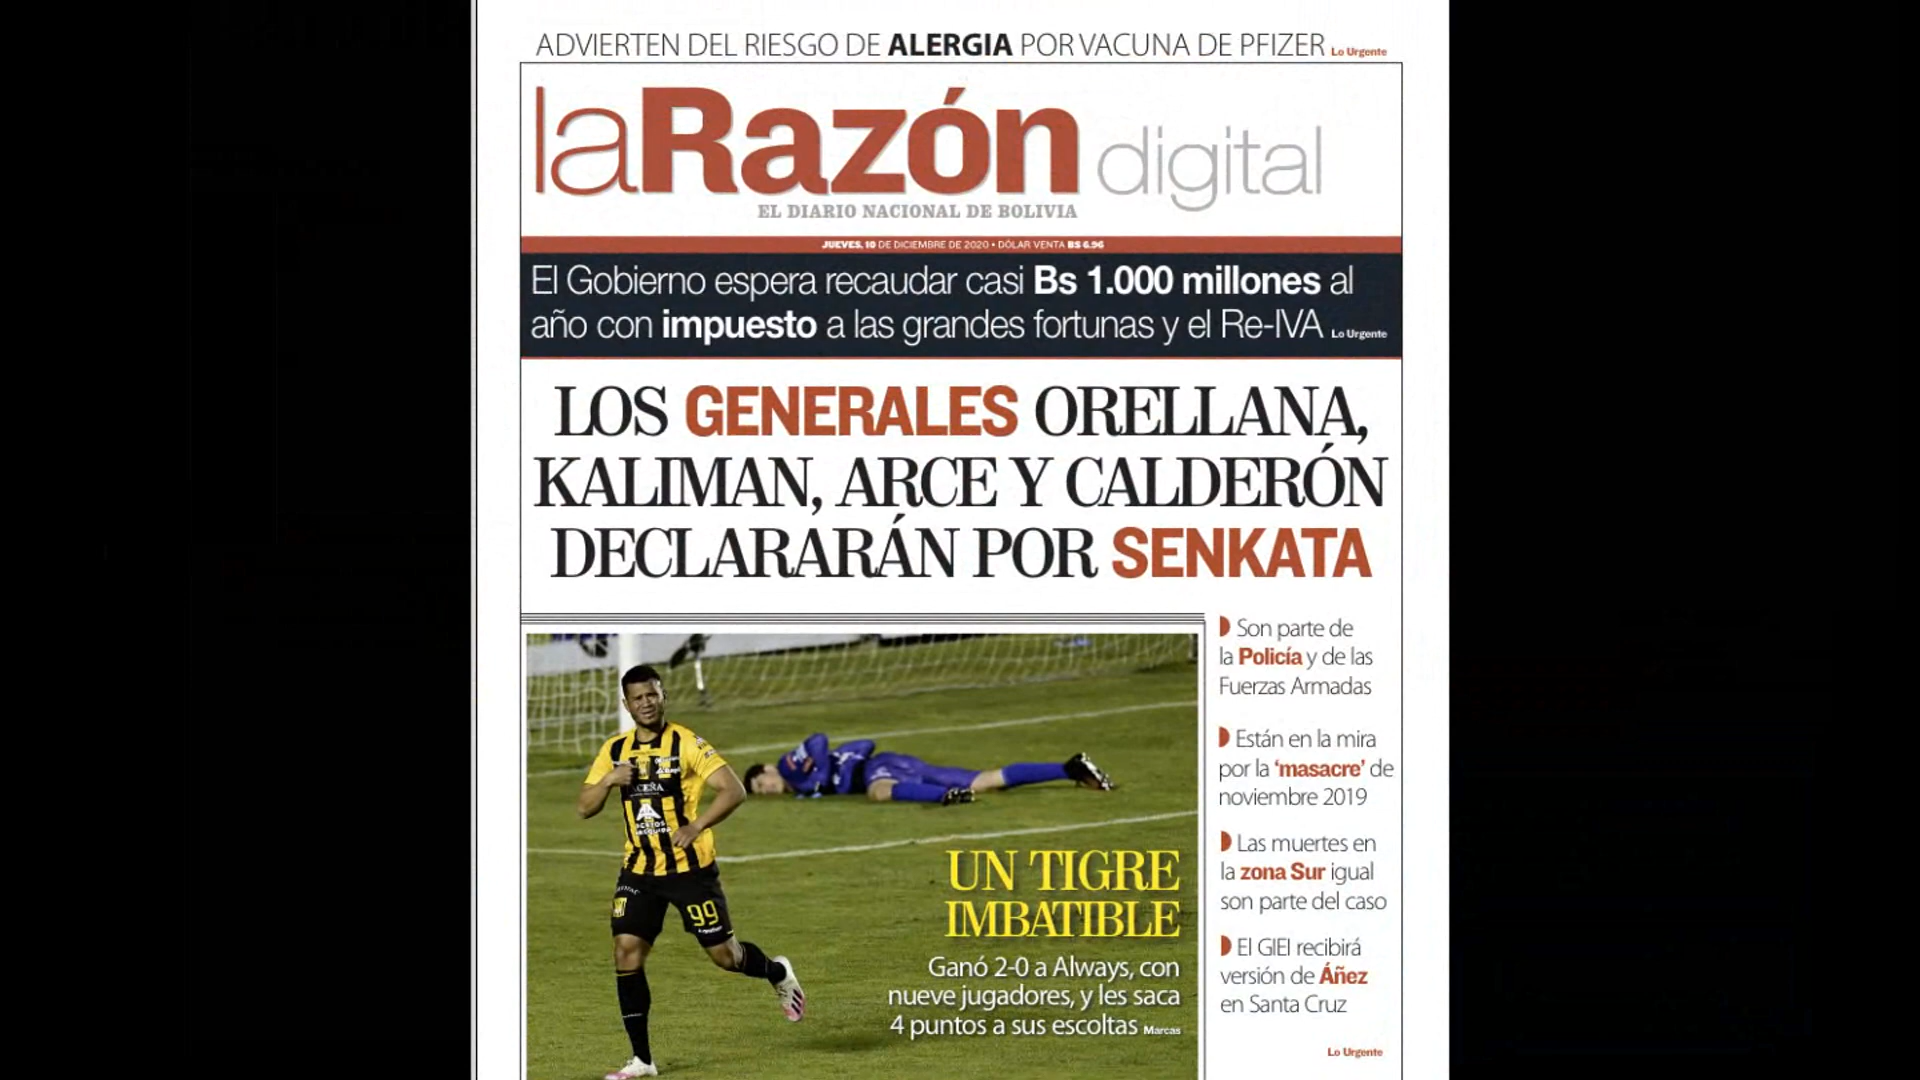 ADVIERTEN DEL RIESGO DE ALERGIA POR VACUNA DE PFIZER Lo Urgente
laRazón digital
EL DIARIO NACIONAL DE BOLIVIA
JUEVES, 10 DE DICIEMBRE DE 2020 • DÓLAR VENTA BS 6.96
El Gobierno espera recaudar casi Bs 1.000 millones al
año con impuesto a las grandes fortunas y el Re-IVA Lo Urgente
LOS GENERALES ORELLANA,
KALIMAN, ARCE Y CALDERÓN
DECLARARÁN POR SENKATA
Son parte de
la Policía y de las
Fuerzas Armadas
Están en la mira
por la ‘masacre’ de
noviembre 2019
Las muertes en
la zona Sur igual
son parte del caso
El GIEI recibirá
versión de Áñez
en Santa Cruz
Lo Urgente
99
UN TIGRE
IMBATIBLE
Ganó 2-0 a Always, con
nueve jugadores, y les saca
4 puntos a sus escoltas Marcas